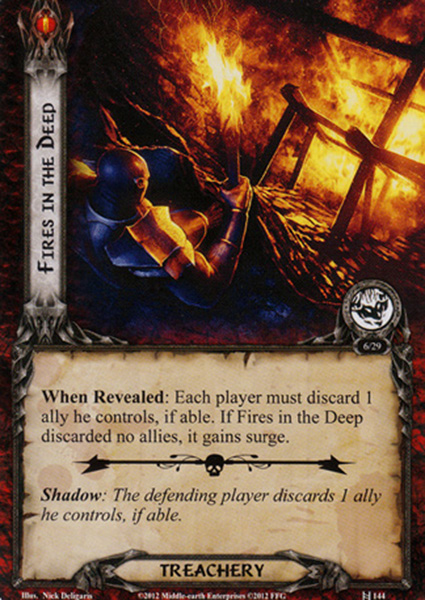 FIRES IN THE DEEP
6/29
When Revealed: Each player must discard 1
ally he controls, if able. If Fires in the Deep
discarded no allies, it gains surge.
Shadow: The defending player discards 1 ally
he controls, if able.
TREACHERY
Illus. Nick Deligaris
©2012 Middle-earth Enterprises ©2012 FFG
144